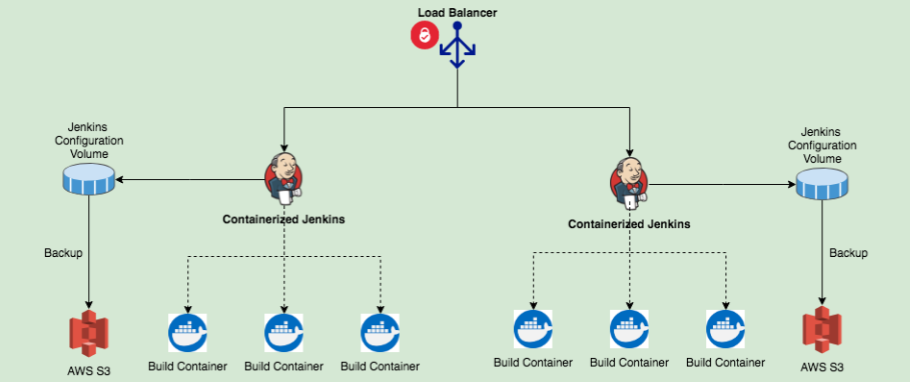 Load Balancer
Jenkins
Configuration
Volume
Jenkins
Configuration
Volume
Containerized Jenkins
Containerized Jenkins
Backup
Backup
AWS S3
Build Container
Build Container
Build Container
Build Container
Build Container
Build Container
AWS S3